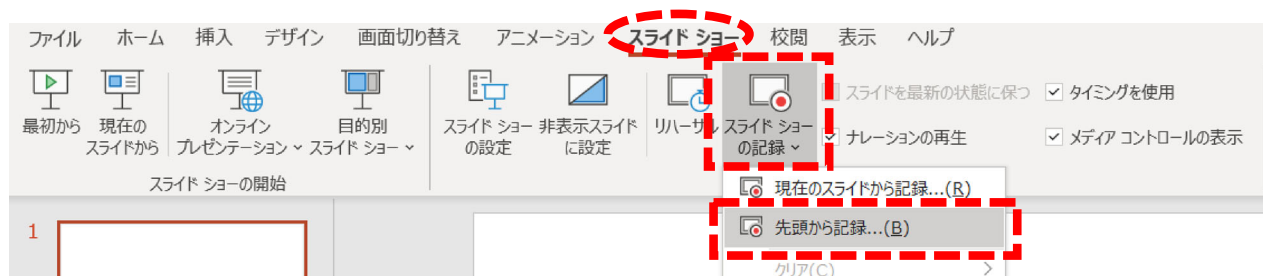 ファイル ホーム 挿入 デザイン 画面切り替え アニメーション スライド ショー 校閲 表示 ヘルプ
最初から 現在の
スライドから オンライン
プレゼンテーション 目的別
スライド ショー スライド ショー
の設定 非表示スライド
に設定 リハーサル スライド ショー
の記録 スライドを最新の状態に保つ タイミングを使用
ナレーションの再生 メディア コントロールの表示
スライド ショーの開始
現在のスライドから記録...(R)
先頭から記録...(B)
クリア(C)
1